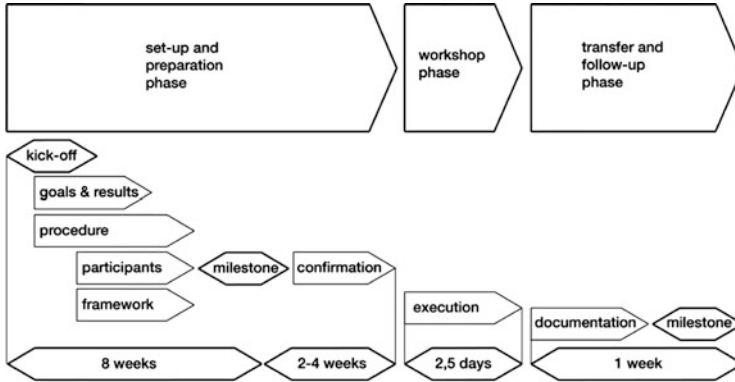 set-up and
preparation
phase
workshop
phase
transfer and
follow-up
phase
kick-off
goals & results
procedure
participants
milestone
confirmation
framework
execution
documentation
milestone
8 weeks
2-4 weeks
2,5 days
1 week